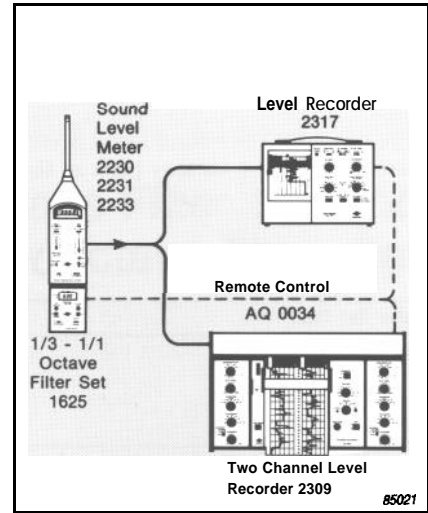 Sound
Level
Meter
2230
2231
2233
Level Recorder
2317
Remote Control
AQ 0034
1/3 - 1/1
Octave
Filter Set
1625
Two Channel Level
Recorder 2309
85021